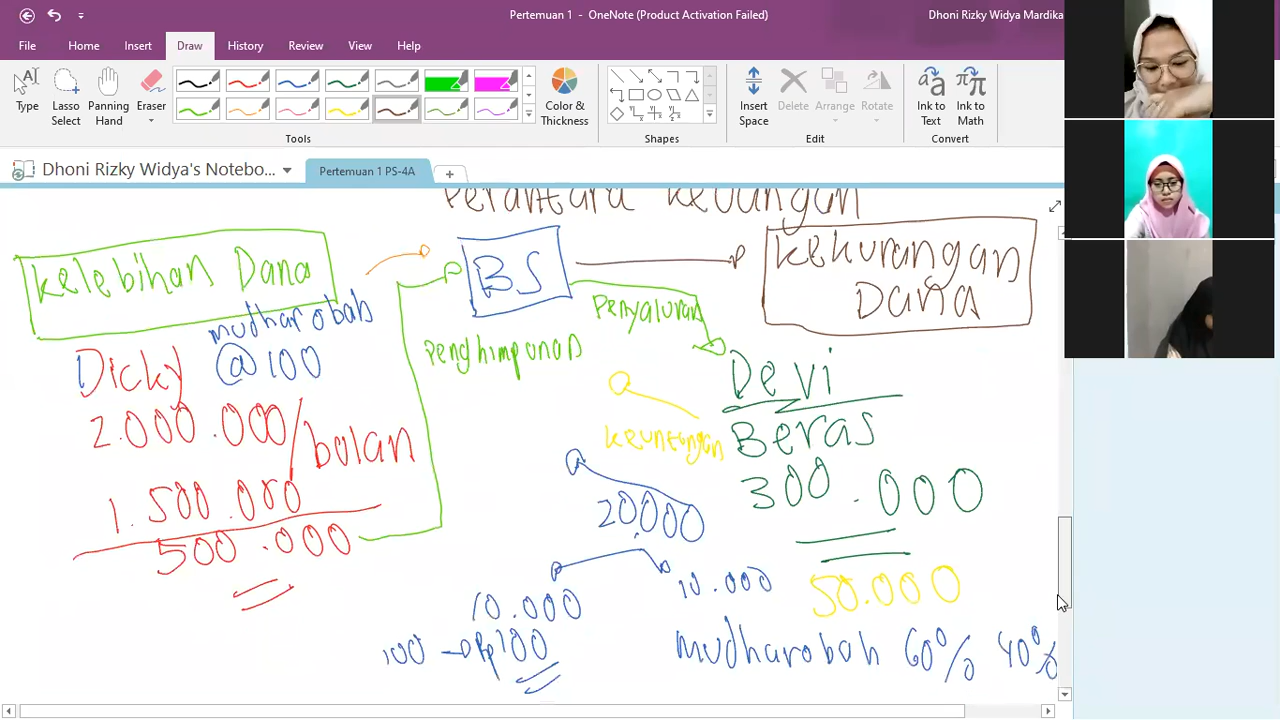 Pertemuan 1 - OneNote (Product Activation Failed)
Dhoni Rizky Widya Mardika
File Home Insert Draw History Review View Help
Type
Lasso Select
Panning Hand
Eraser
Color & Thickness
Insert Space
Delete
Arrange
Rotate
Ink to Text
Ink to Math
Tools
Shapes
Edit
Convert
Dhoni Rizky Widya's Notebo...
Pertemuan 1 PS-4A
Perantara Keuangan
Kelebihan Dana
BS
Kekurangan
Dana
mudharobah
@100
Penyaluran
Penghimpunan
Dicky
2.000.000/bulan
1.500.000
500.000
Devi
Beras
300.000
keuntungan
20.000
10.000
10.000
50.000
100 → Rp100
mudharobah 60% 40%